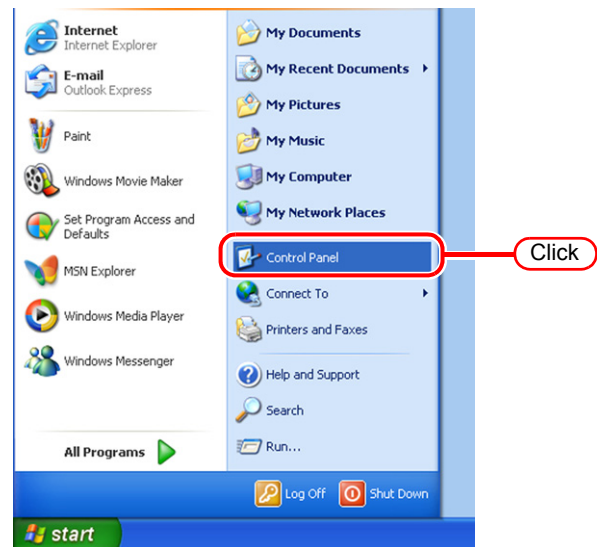 Internet
Internet Explorer
E-mail
Outlook Express
Paint
Windows Movie Maker
Set Program Access and
Defaults
MSN Explorer
Windows Media Player
Windows Messenger
All Programs
My Documents
My Recent Documents
My Pictures
My Music
My Computer
My Network Places
Control Panel
Click
Connect To
Printers and Faxes
Help and Support
Search
Run...
Log Off
Shut Down
start